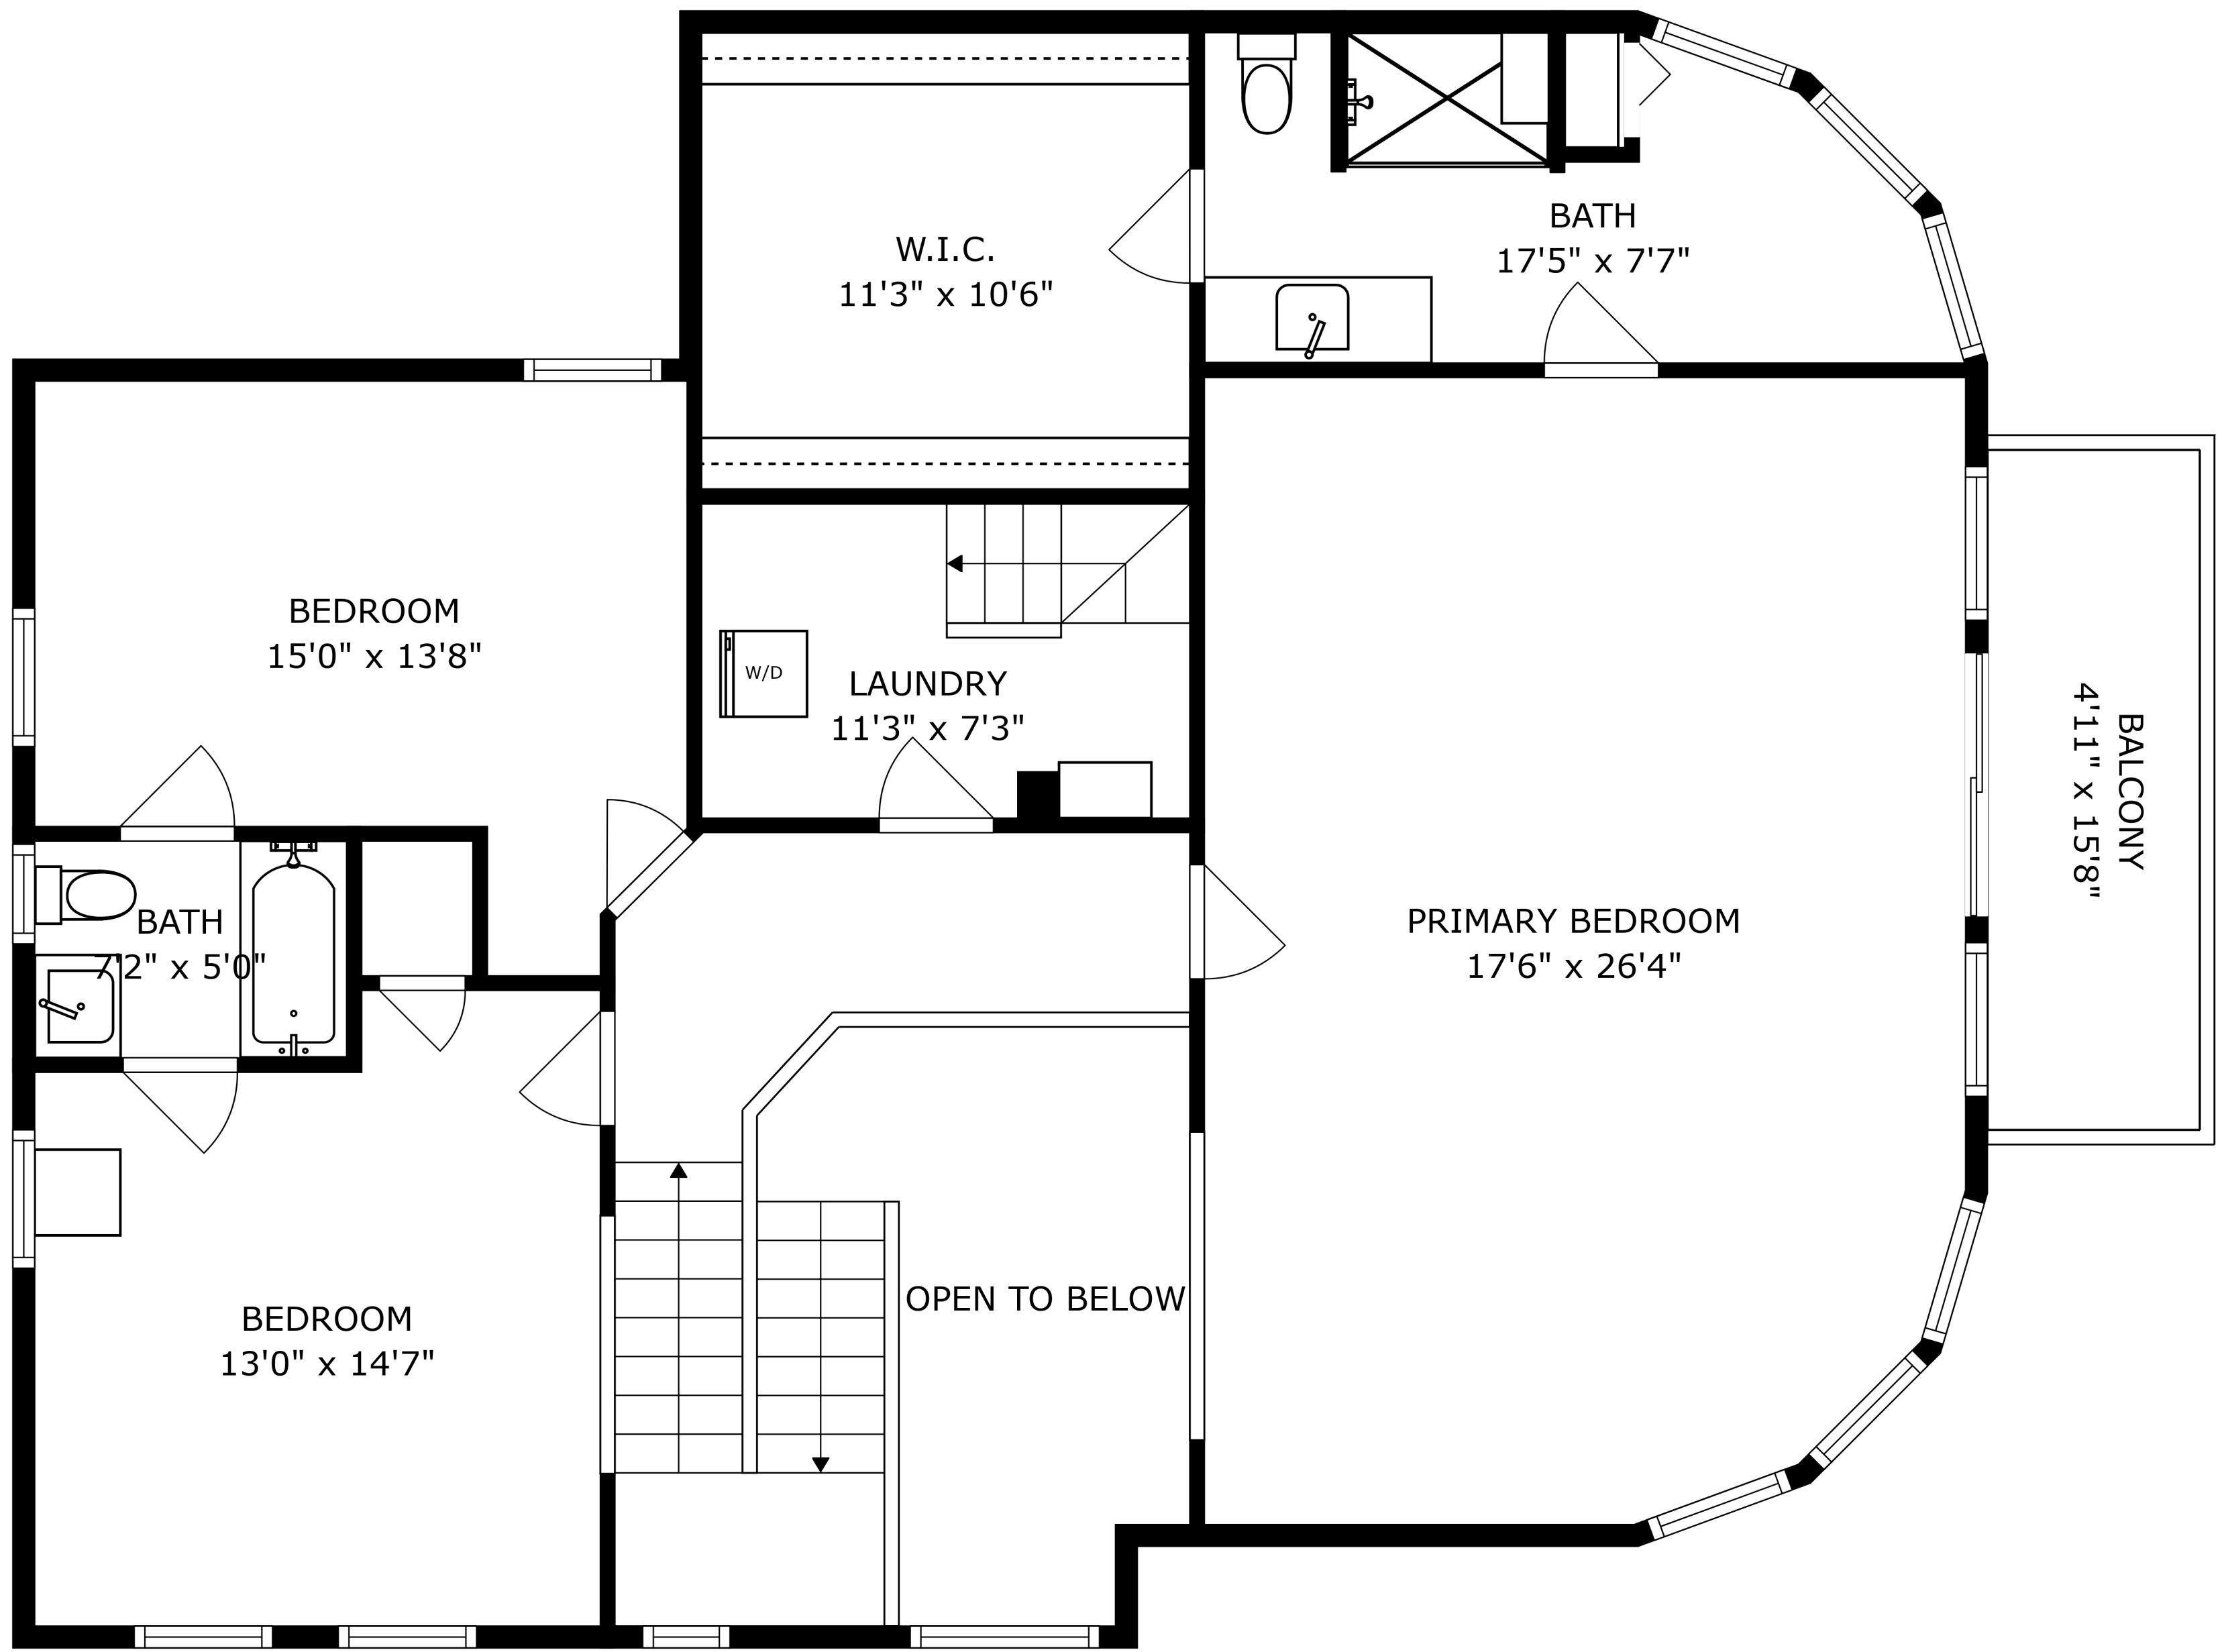 BATH
17'5" x 7'7"
W.I.C.
11'3" x 10'6"
BEDROOM
15'0" x 13'8"
W/D
LAUNDRY
11'3" x 7'3"
BALCONY
4'11" x 15'8"
BATH
7'2" x 5'0"
PRIMARY BEDROOM
17'6" x 26'4"
OPEN TO BELOW
BEDROOM
13'0" x 14'7"